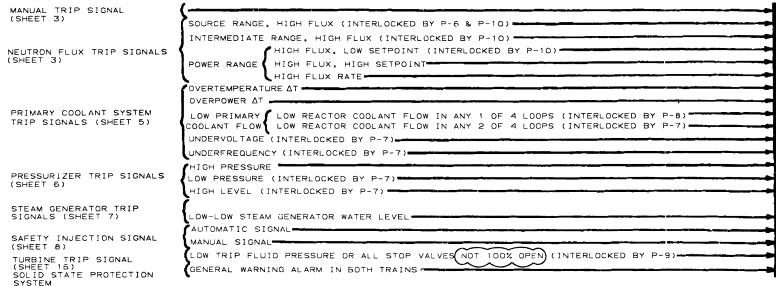 MANUAL TRIP SIGNAL
(SHEET 3)
SOURCE RANGE, HIGH FLUX (INTERLOCKED BY P-6 & P-10)
INTERMEDIATE RANGE, HIGH FLUX (INTERLOCKED BY P-10)
NEUTRON FLUX TRIP SIGNALS
(SHEET 3)
POWER RANGE
HIGH FLUX, LOW SETPOINT (INTERLOCKED BY P-10)
HIGH FLUX, HIGH SETPOINT
HIGH FLUX RATE
OVERTEMPERATURE ΔT
OVERPOWER ΔT
PRIMARY COOLANT SYSTEM
TRIP SIGNALS (SHEET 5)
LOW PRIMARY
COOLANT FLOW
LOW REACTOR COOLANT FLOW IN ANY 1 OF 4 LOOPS (INTERLOCKED BY P-8)
LOW REACTOR COOLANT FLOW IN ANY 2 OF 4 LOOPS (INTERLOCKED BY P-7)
UNDERVOLTAGE (INTERLOCKED BY P-7)
UNDERFREQUENCY (INTERLOCKED BY P-7)
PRESSURIZER TRIP SIGNALS
(SHEET 6)
HIGH PRESSURE
LOW PRESSURE (INTERLOCKED BY P-7)
HIGH LEVEL (INTERLOCKED BY P-7)
STEAM GENERATOR TRIP
SIGNALS (SHEET 7)
LOW-LOW STEAM GENERATOR WATER LEVEL
SAFETY INJECTION SIGNAL
(SHEET 8)
AUTOMATIC SIGNAL
MANUAL SIGNAL
TURBINE TRIP SIGNAL
(SHEET 16)
LOW TRIP FLUID PRESSURE OR ALL STOP VALVES NOT 100% OPEN (INTERLOCKED BY P-9)
SOLID STATE PROTECTION
SYSTEM
GENERAL WARNING ALARM IN BOTH TRAINS